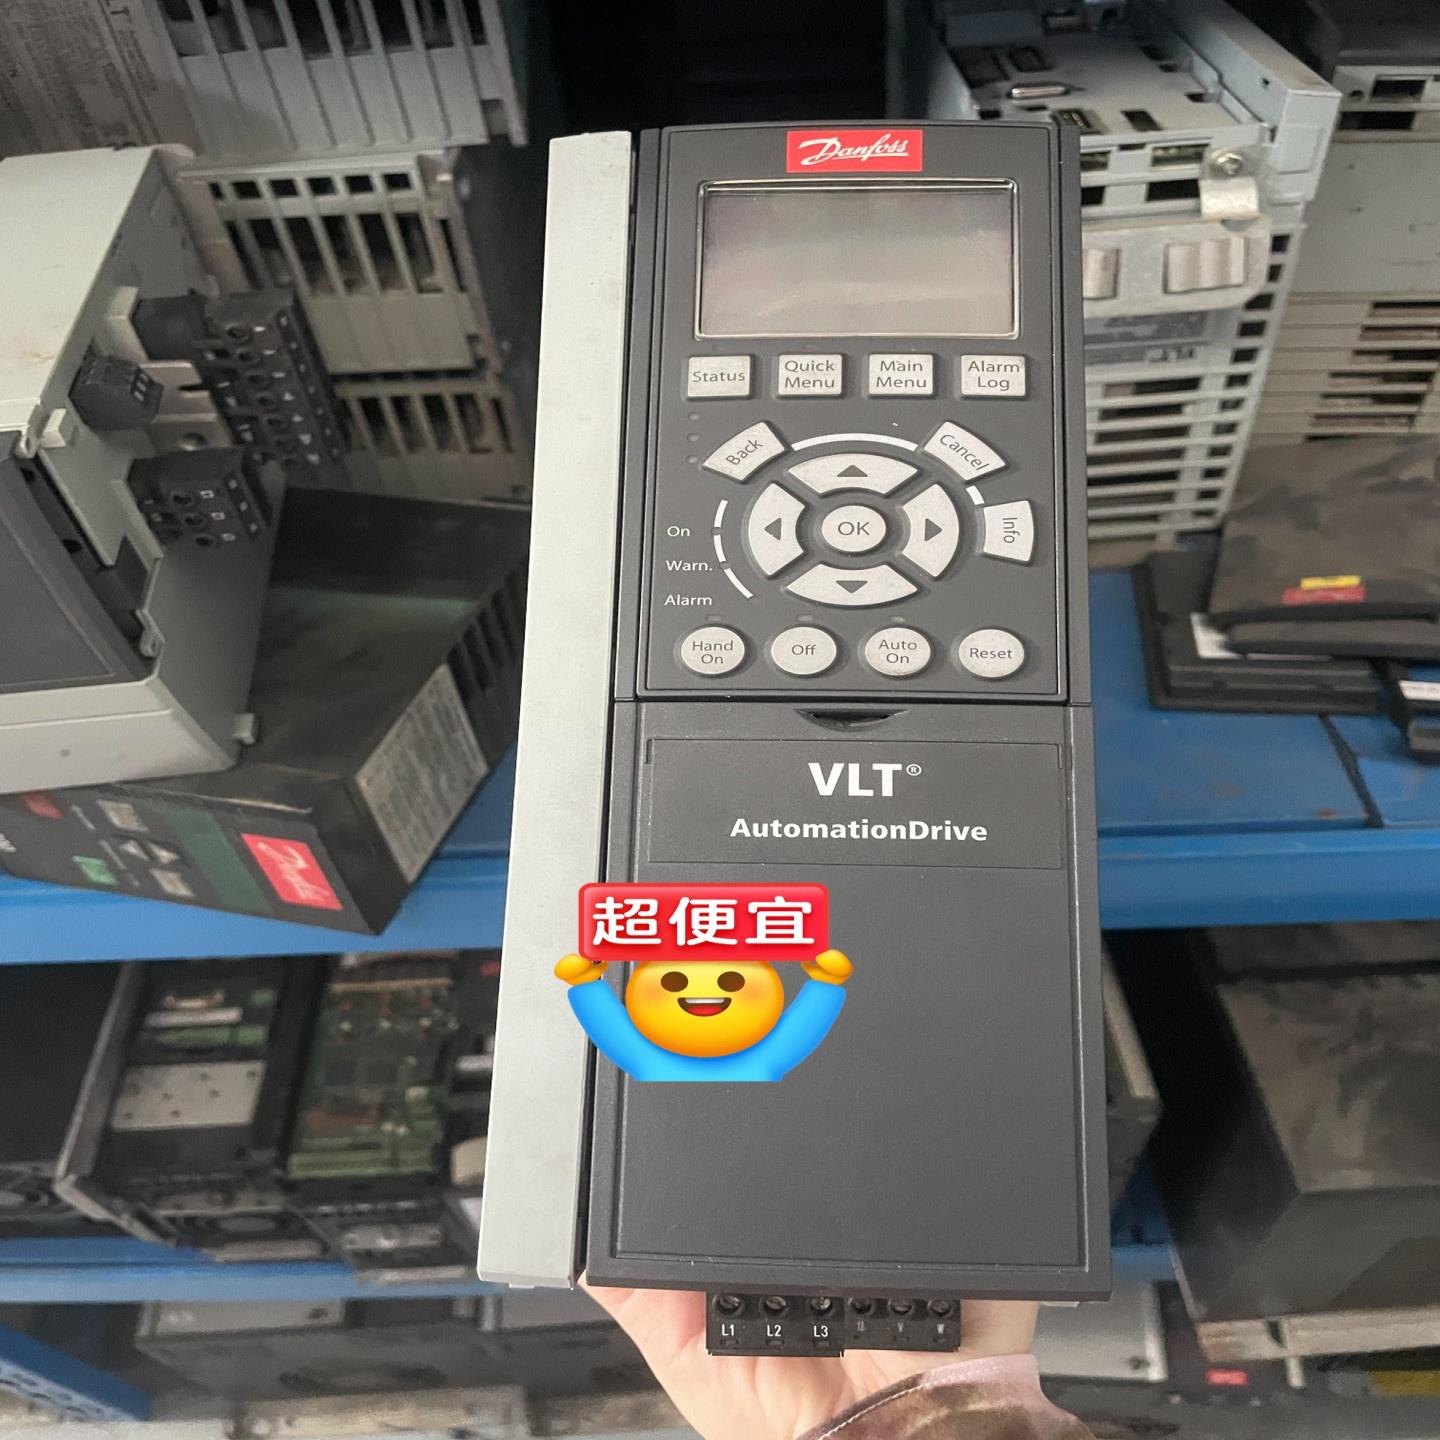 Danfoss
Status
Quick
Menu
Main
Menu
Alarm
Log
Back
Cancel
OK
Info
On
Warn.
Alarm
Hand
On
Off
Auto
On
Reset
VLT®
AutomationDrive
超便宜
L1
L2
L3
U
V
W